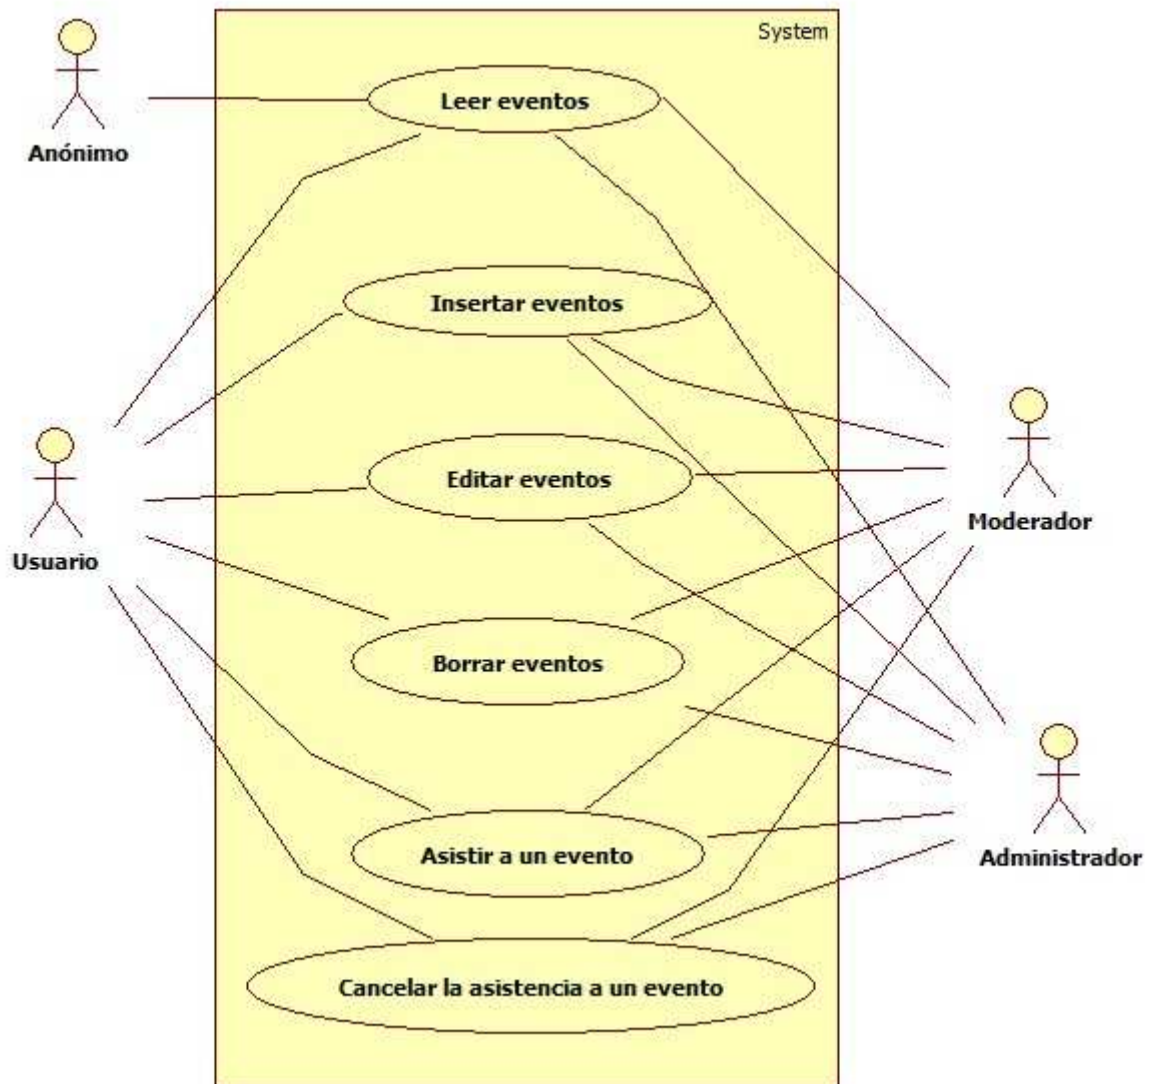 System
Leer eventos
Anónimo
Insertar eventos
Editar eventos
Moderador
Usuario
Borrar eventos
Asistir a un evento
Administrador
Cancelar la asistencia a un evento